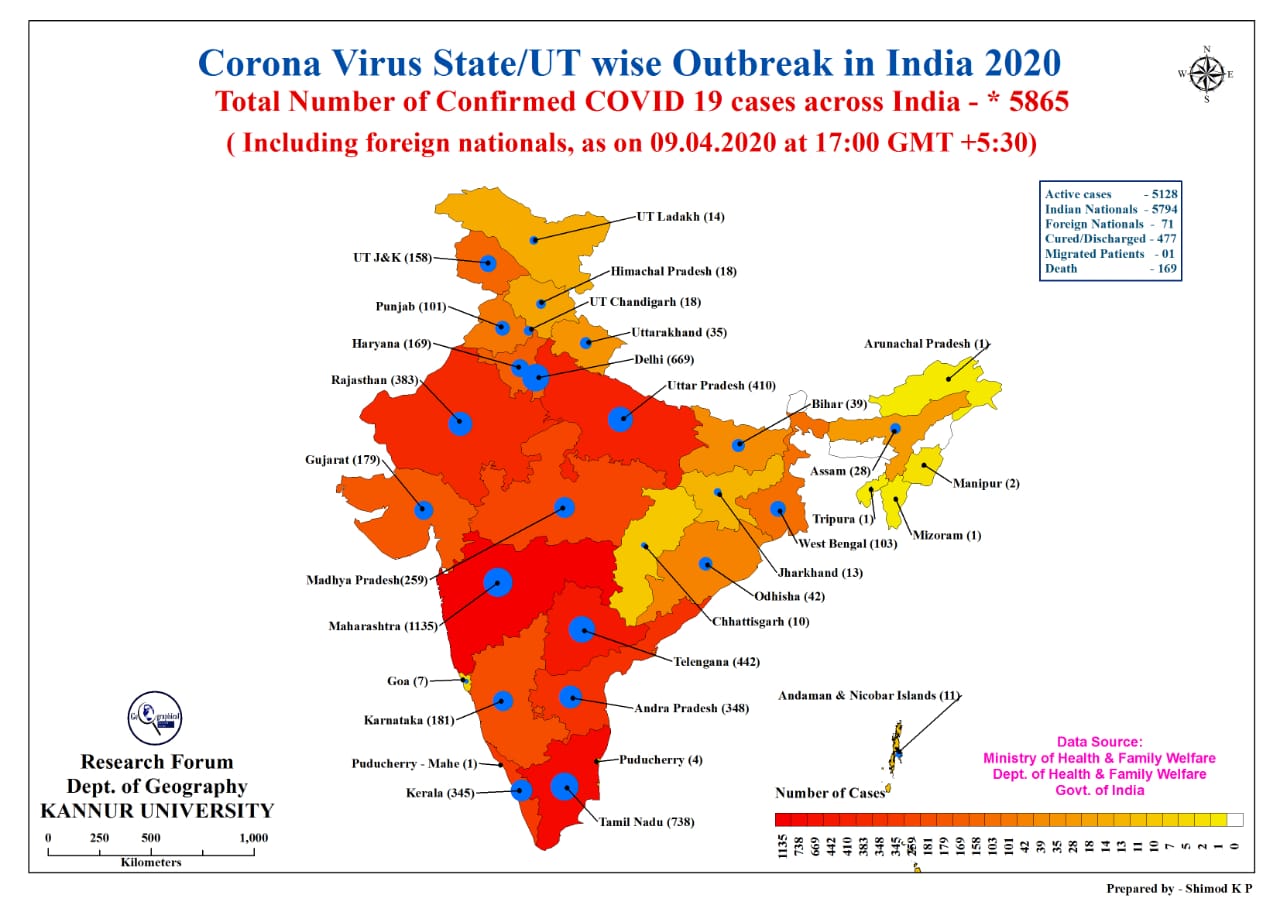 Corona Virus State/UT wise Outbreak in India 2020
Total Number of Confirmed COVID 19 cases across India - * 5865
( Including foreign nationals, as on 09.04.2020 at 17:00 GMT +5:30)
N
W E
S
Active cases - 5128
Indian Nationals - 5794
Foreign Nationals - 71
Cured/Discharged - 477
Migrated Patients - 01
Death - 169
UT Ladakh (14)
UT J&K (158)
Himachal Pradesh (18)
UT Chandigarh (18)
Punjab (101)
Uttarakhand (35)
Haryana (169)
Arunachal Pradesh (1)
Delhi (669)
Rajasthan (383)
Uttar Pradesh (410)
Bihar (39)
Gujarat (179)
Assam (28)
Manipur (2)
Tripura (1)
Mizoram (1)
West Bengal (103)
Jharkhand (13)
Madhya Pradesh(259)
Odhisha (42)
Chhattisgarh (10)
Maharashtra (1135)
Telengana (442)
Goa (7)
Andaman & Nicobar Islands (11)
Andra Pradesh (348)
Karnataka (181)
Puducherry (4)
Puducherry - Mahe (1)
Kerala (345)
Tamil Nadu (738)
Data Source:
Ministry of Health & Family Welfare
Dept. of Health & Family Welfare
Govt. of India
Research Forum
Dept. of Geography
KANNUR UNIVERSITY
0 250 500 1,000
Kilometers
Number of Cases
1135 738 669 442 410 383 348 345 259 181 179 169 158 103 101 42 39 35 28 18 14 13 11 10 7 5 2 1 0
Prepared by - Shimod K P